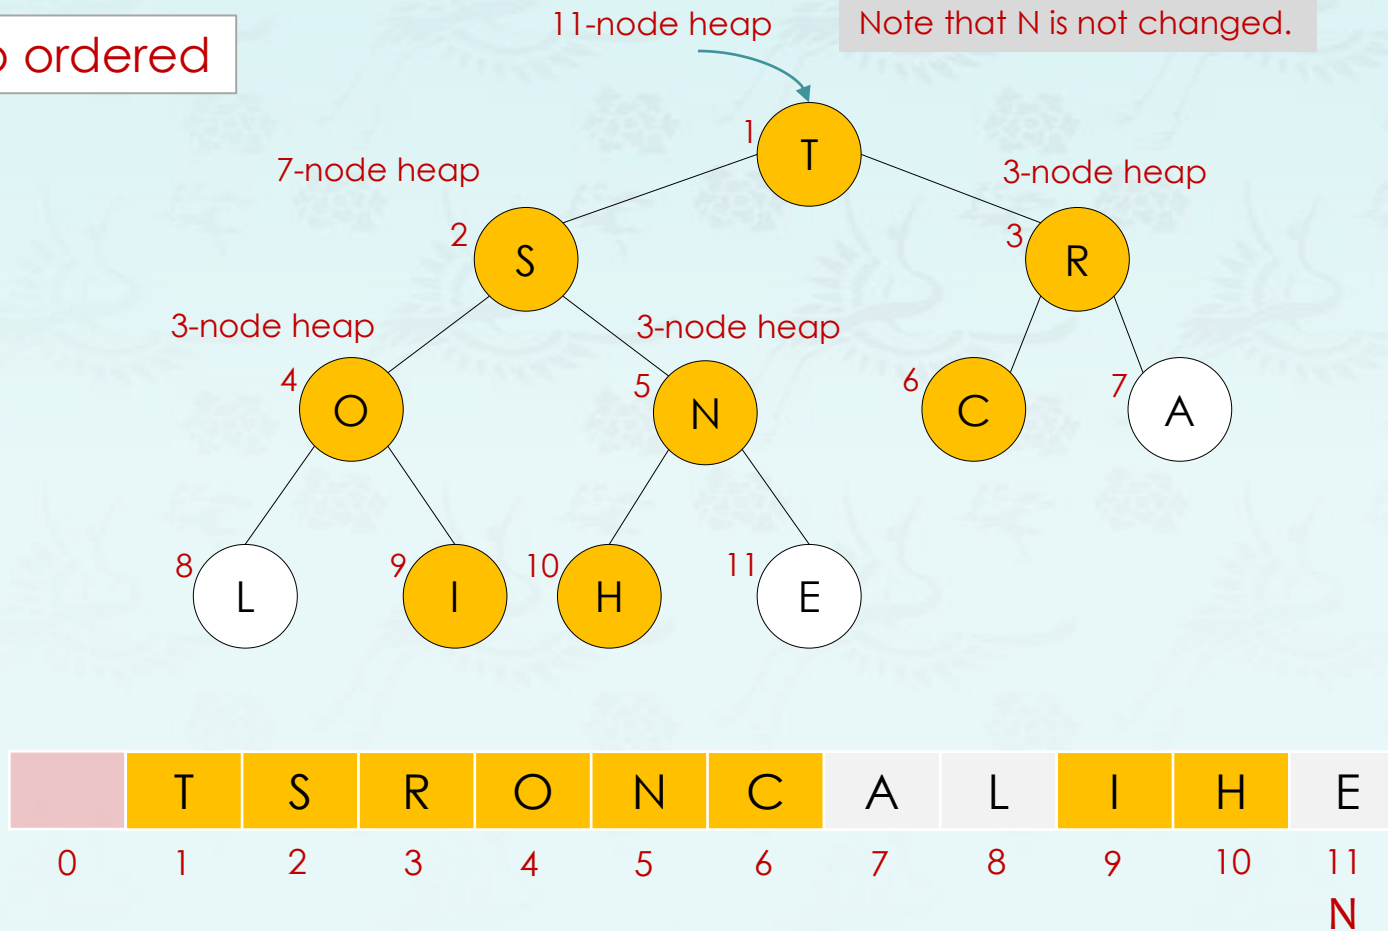 11-node heap
Note that N is not changed.
ordered
1
T
7-node heap
3-node heap
2
S
3
R
3-node heap
3-node heap
4
O
5
N
6
C
7
A
8
L
9
I
10
H
11
E
T S R O N C A L I H E
0 1 2 3 4 5 6 7 8 9 10 11
N